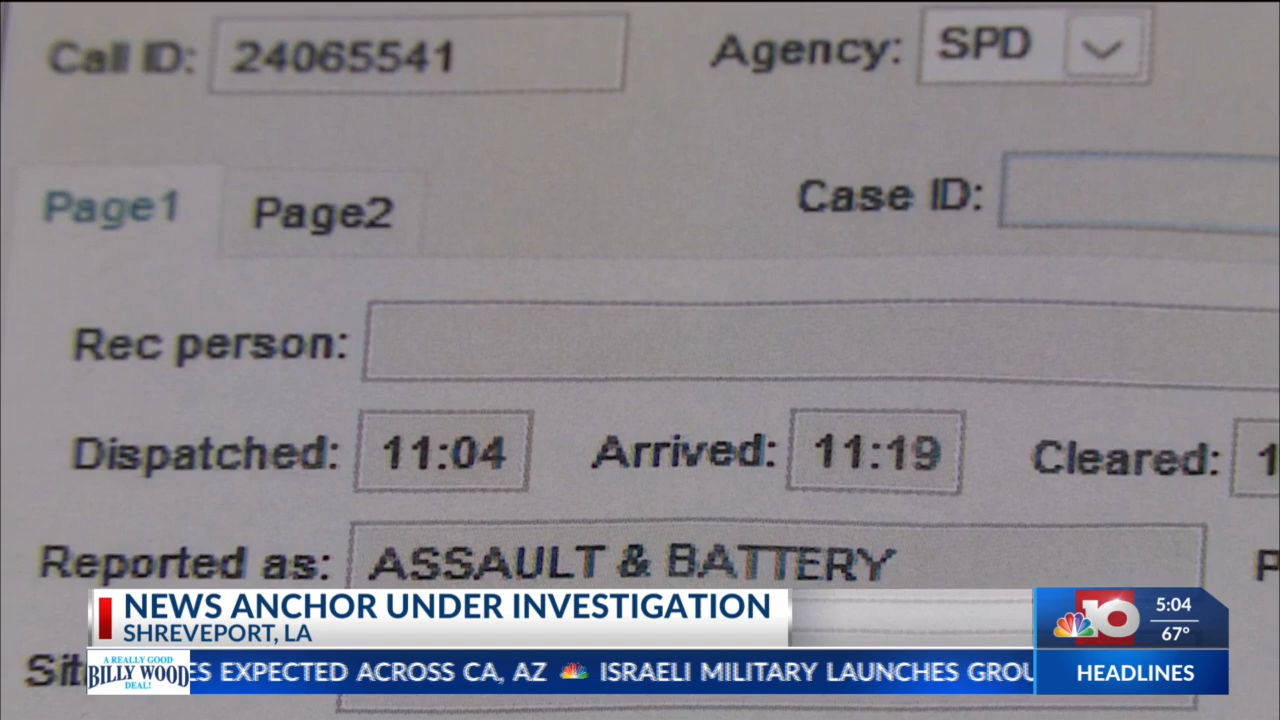 Call ID: 24065541 Agency: SPD
Page1 Page2 Case ID:
Rec person:
Dispatched: 11:04 Arrived: 11:19 Cleared: 1
Reported as: ASSAULT & BATTERY P
NEWS ANCHOR UNDER INVESTIGATION
SHREVEPORT, LA
10 5:04
67°
Sit
A REALLY GOOD
BILLY WOOD
DEAL!
ES EXPECTED ACROSS CA, AZ ISRAELI MILITARY LAUNCHES GROU
HEADLINES